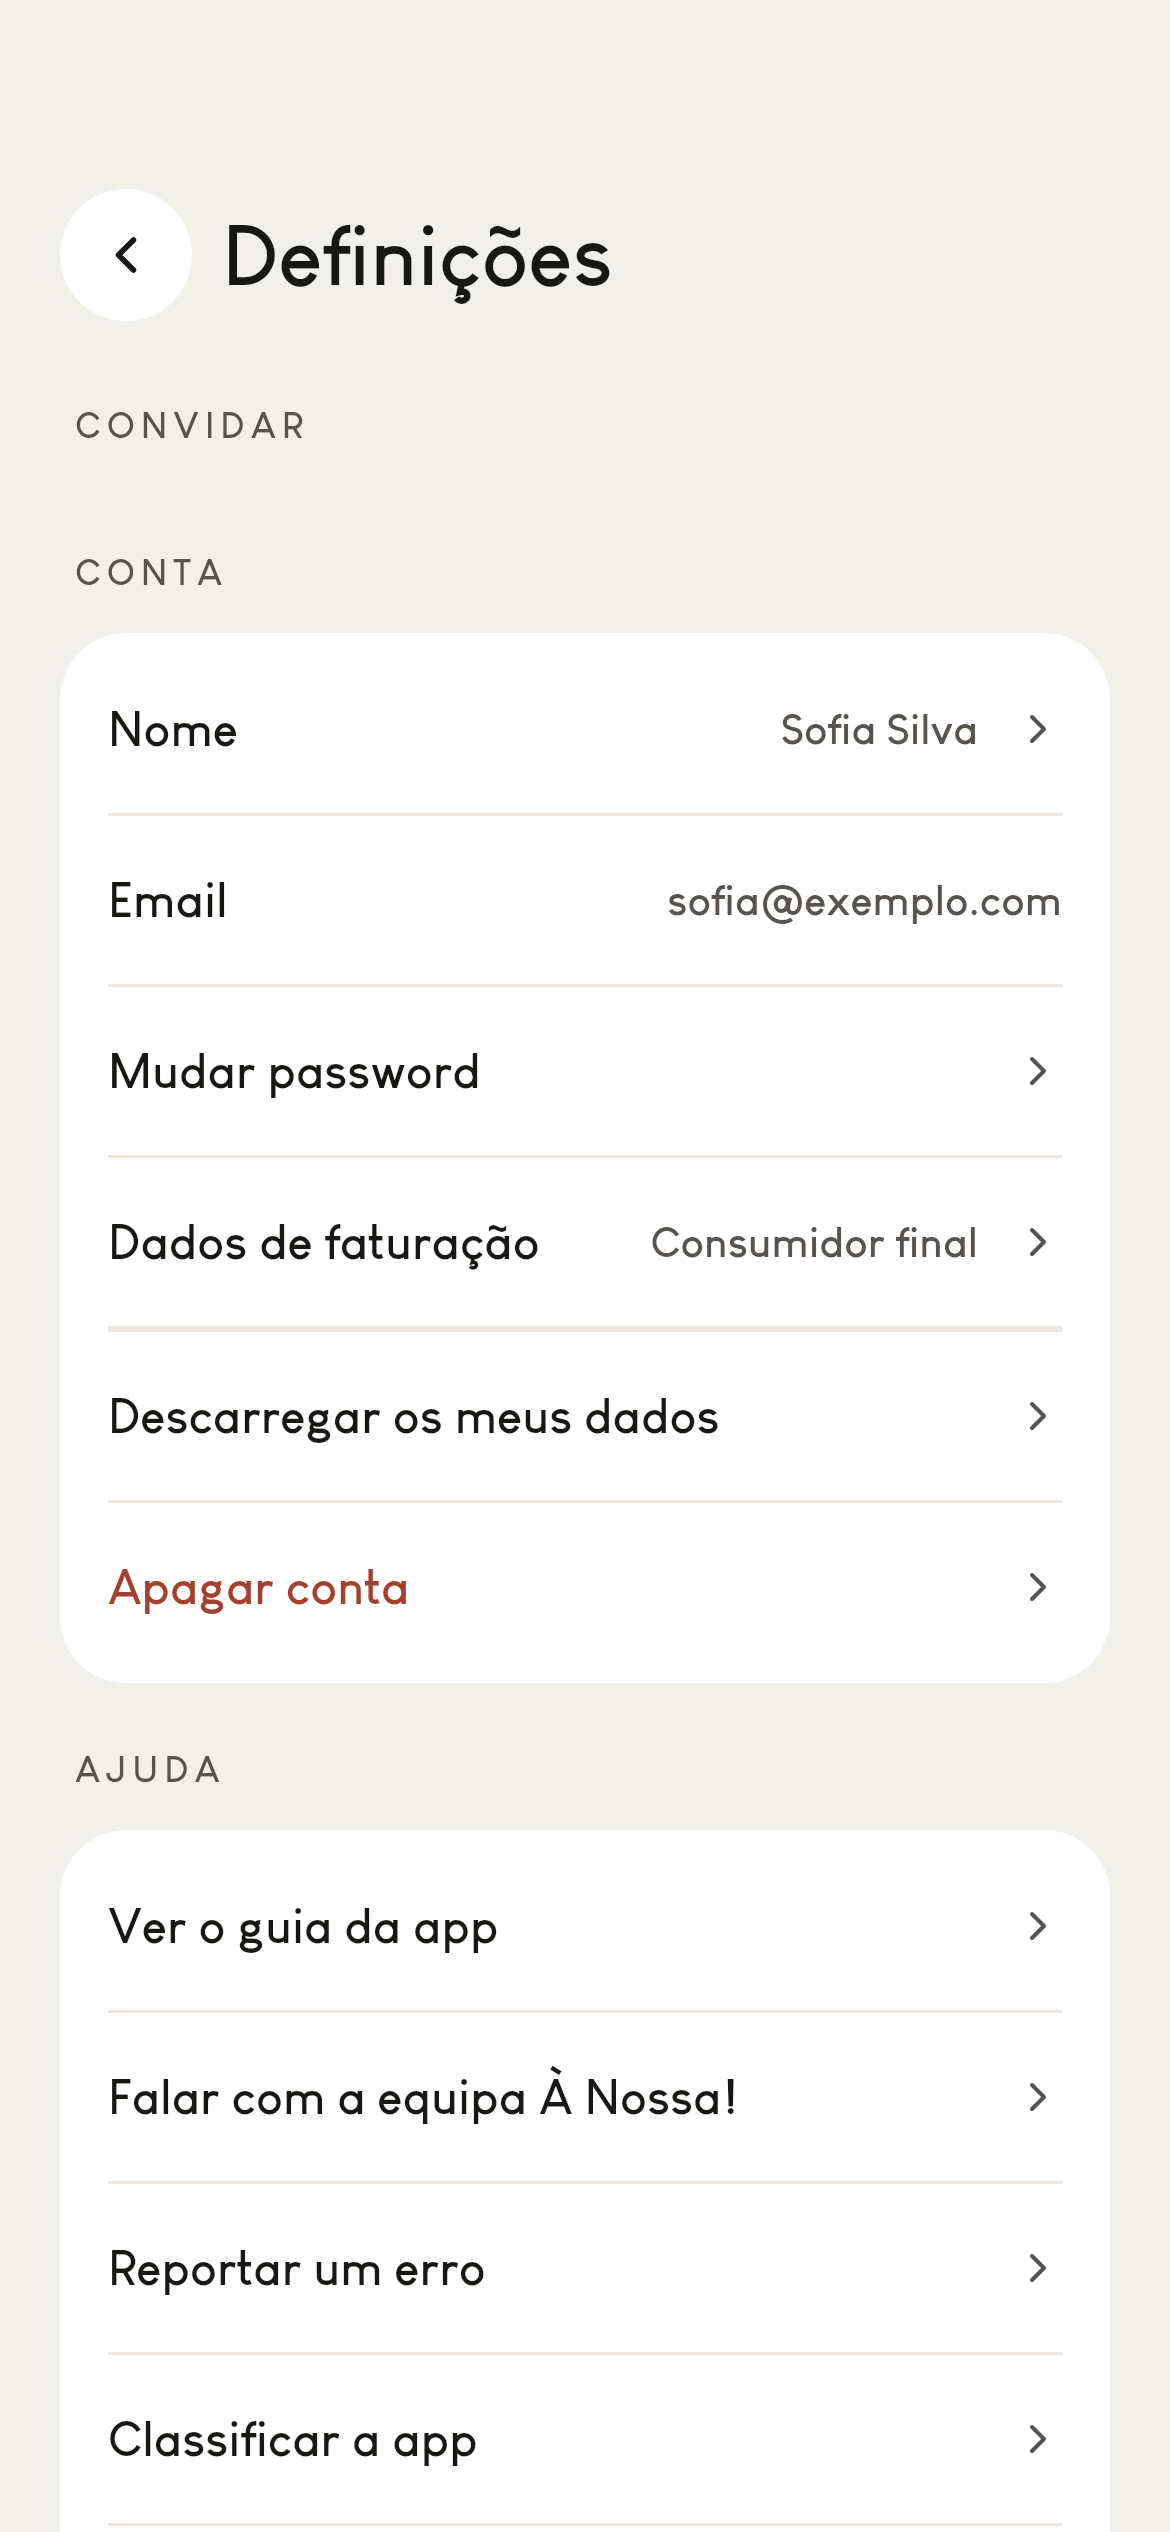 Definições
CONVIDAR
CONTA
Nome Sofia Silva
Email sofia@exemplo.com
Mudar password
Dados de faturação Consumidor final
Descarregar os meus dados
Apagar conta
AJUDA
Ver o guia da app
Falar com a equipa À Nossa!
Reportar um erro
Classificar a app